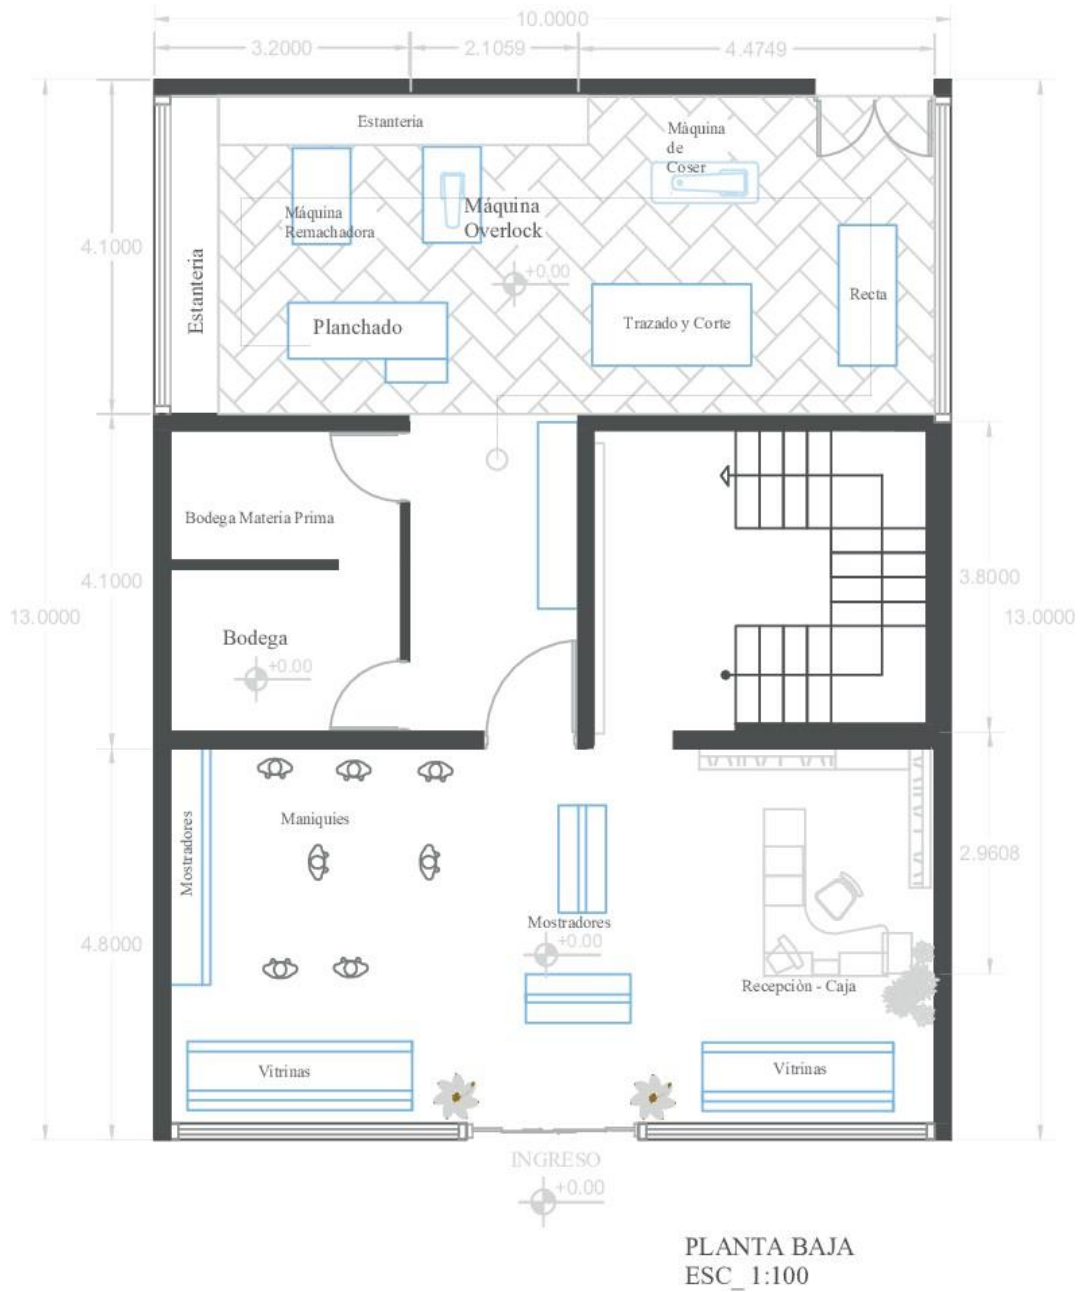 10.0000
3.2000
2.1059
4.4749
Estanteria
Máquina
de
Coser
Máquina
Remachadora
Máquina
Overlock
4.1000
Estanteria
+0.00
Recta
Planchado
Trazado y Corte
Bodega Materia Prima
4.1000
3.8000
13.0000
13.0000
Bodega
+0.00
Maniquies
Mostradores
2.9608
Mostradores
+0.00
4.8000
Recepciòn - Caja
Vitrinas
Vitrinas
INGRESO
+0.00
PLANTA BAJA
ESC_ 1:100